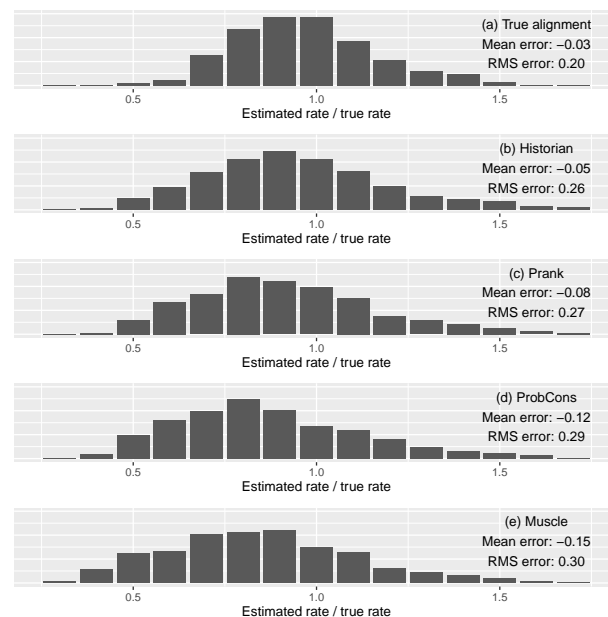 (a) True alignment
Mean error: −0.03
RMS error: 0.20
0.5 1.0 1.5
Estimated rate / true rate
(b) Historian
Mean error: −0.05
RMS error: 0.26
0.5 1.0 1.5
Estimated rate / true rate
(c) Prank
Mean error: −0.08
RMS error: 0.27
0.5 1.0 1.5
Estimated rate / true rate
(d) ProbCons
Mean error: −0.12
RMS error: 0.29
0.5 1.0 1.5
Estimated rate / true rate
(e) Muscle
Mean error: −0.15
RMS error: 0.30
0.5 1.0 1.5
Estimated rate / true rate